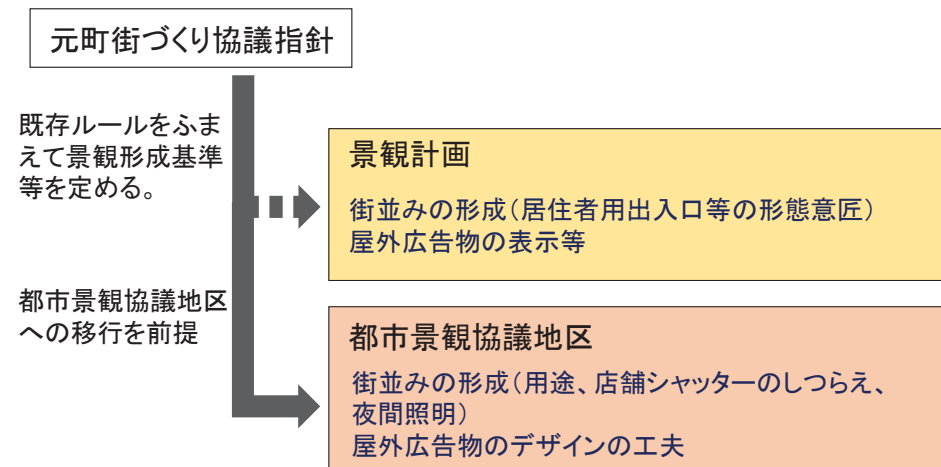 元町街づくり協議指針
既存ルールをふま
えて景観形成基準
等を定める。
景観計画
街並みの形成（居住者用出入口等の形態意匠）
屋外広告物の表示等
都市景観協議地区
への移行を前提
都市景観協議地区
街並みの形成（用途、店舗シャッターのしつらえ、
夜間照明）
屋外広告物のデザインの工夫